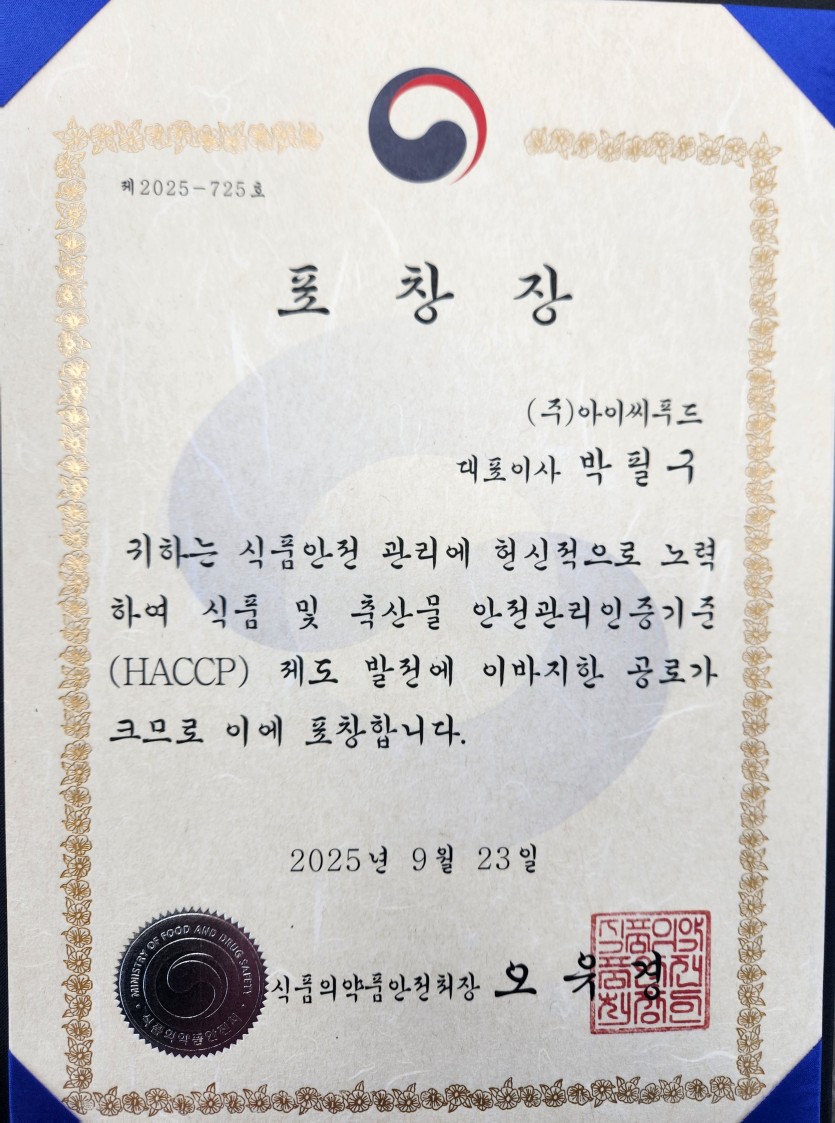 제2025-725호
포 창 장
(주)아이씨푸드
대표이사 박 필 구
귀하는 식품안전 관리에 헌신적으로 노력
하여 식품 및 축산물 안전관리인증기준
(HACCP) 제도 발전에 이바지한 공로가
크므로 이에 포창합니다.
2025년 9월 23일
MINISTRY OF FOOD AND DRUG SAFETY
식품의약품안전처
식품의약품안전처장 오 유 경